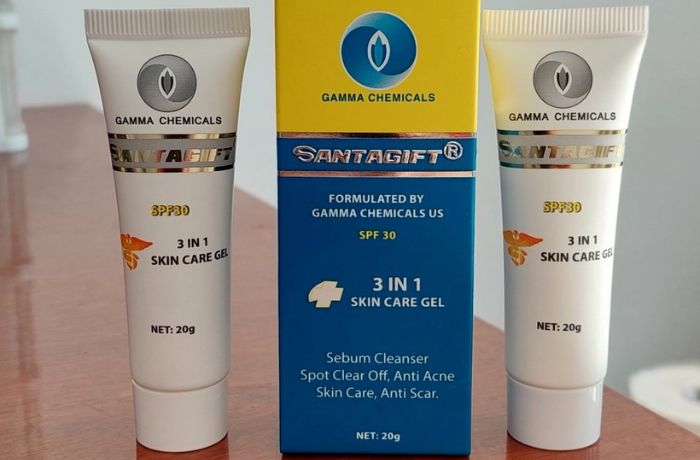 GAMMA CHEMICALS
SANTAGIFT
SPF30
3 IN 1
SKIN CARE GEL
NET: 20g
GAMMA CHEMICALS
SANTAGIFT®
FORMULATED BY
GAMMA CHEMICALS US
SPF 30
3 IN 1
SKIN CARE GEL
Sebum Cleanser
Spot Clear Off, Anti Acne
Skin Care, Anti Scar.
NET: 20g
GAMMA CHEMICALS
SANTAGIFT
SPF30
3 IN 1
SKIN CARE GEL
NET: 20g